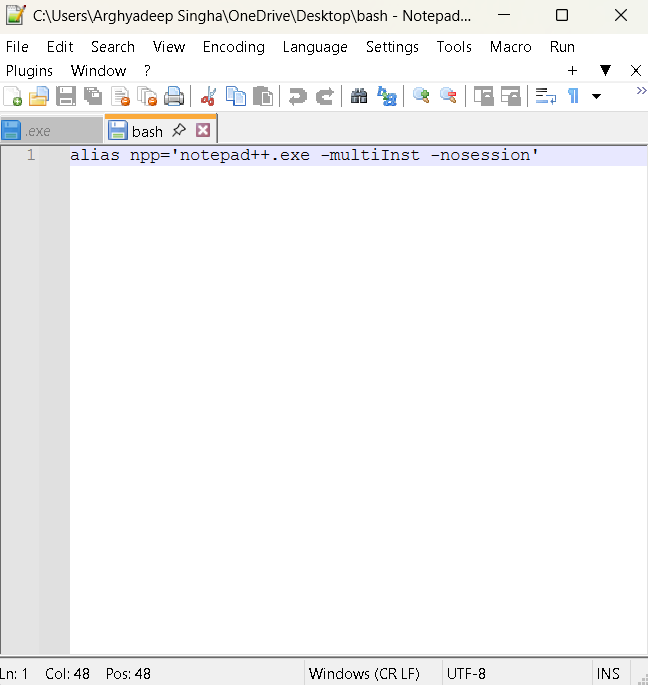 C:\Users\Arghyadeep Singha\OneDrive\Desktop\bash - Notepad...
File Edit Search View Encoding Language Settings Tools Macro Run
Plugins Window ? + ▼ X
.exe bash
1 alias npp='notepad++.exe -multiInst -nosession'
Ln: 1 Col: 48 Pos: 48 Windows (CR LF) UTF-8 INS